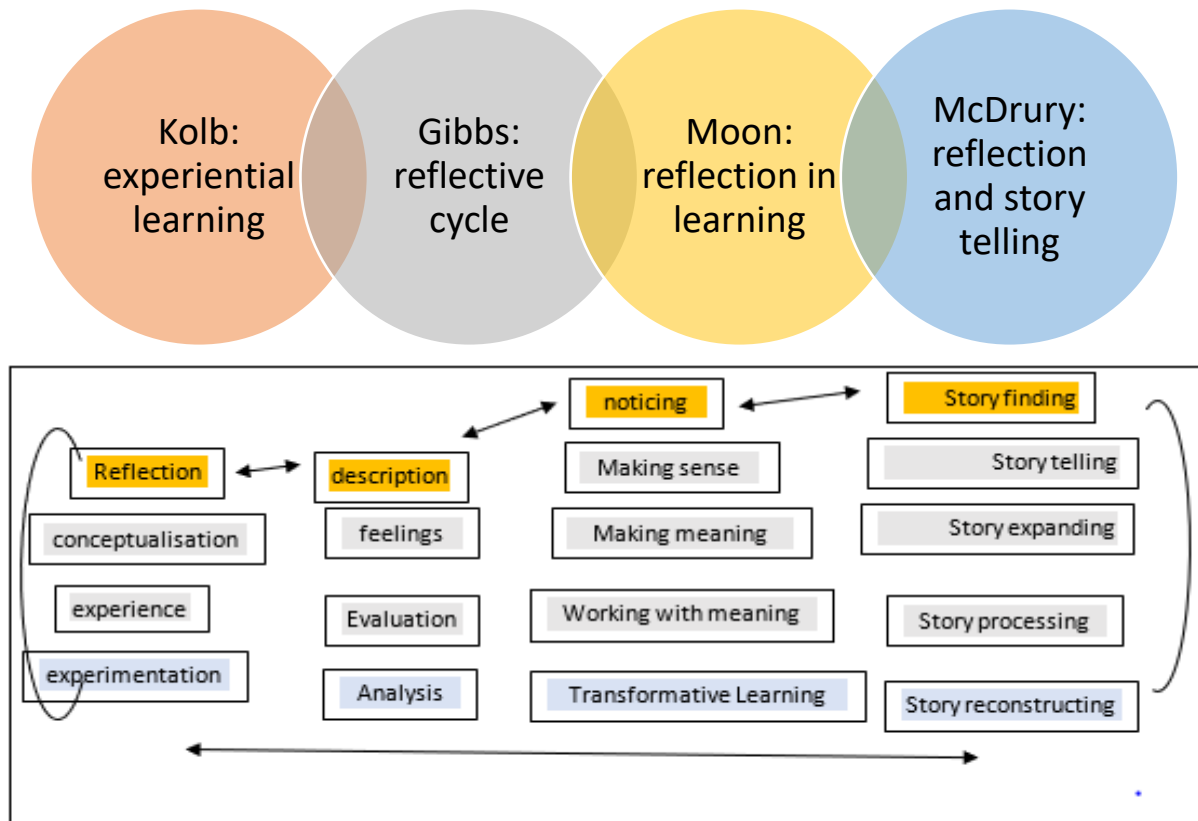 Kolb:
experiential
learning
Gibbs:
reflective
cycle
Moon:
reflection in
learning
McDrury:
reflection
and story
telling
Reflection
conceptualisation
experience
experimentation
description
feelings
Evaluation
Analysis
noticing
Making sense
Making meaning
Working with meaning
Transformative Learning
Story finding
Story telling
Story expanding
Story processing
Story reconstructing